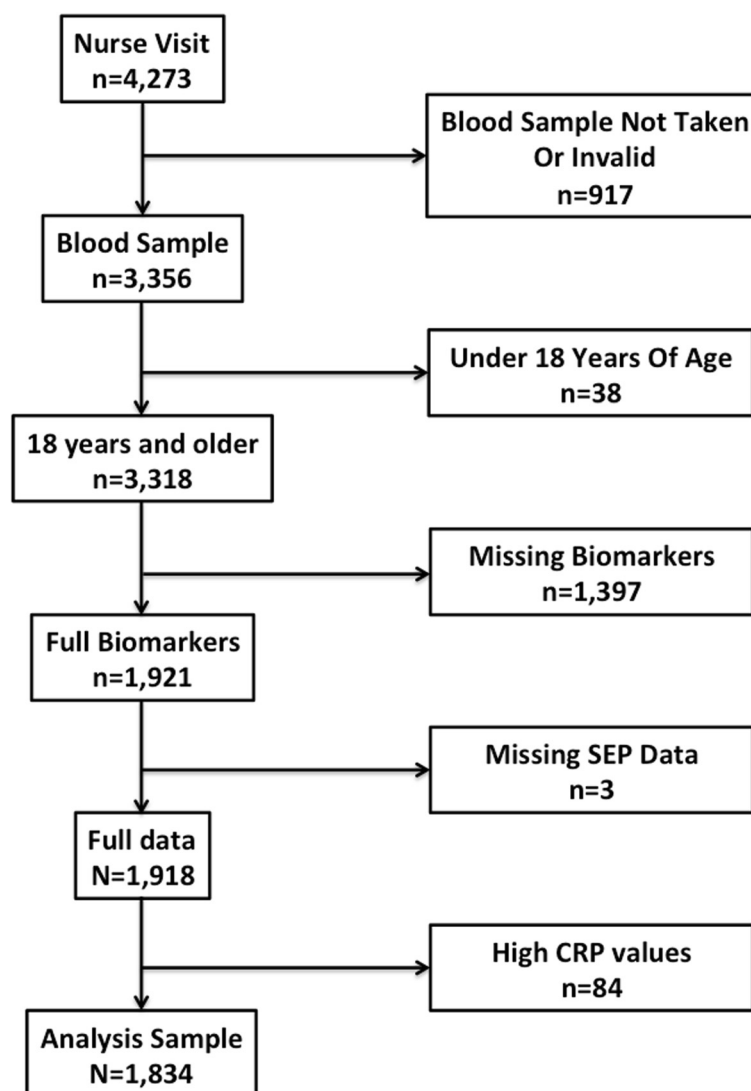 Nurse Visit
n=4,273
Blood Sample Not Taken
Or Invalid
n=917
Blood Sample
n=3,356
Under 18 Years Of Age
n=38
18 years and older
n=3,318
Missing Biomarkers
n=1,397
Full Biomarkers
n=1,921
Missing SEP Data
n=3
Full data
N=1,918
High CRP values
n=84
Analysis Sample
N=1,834